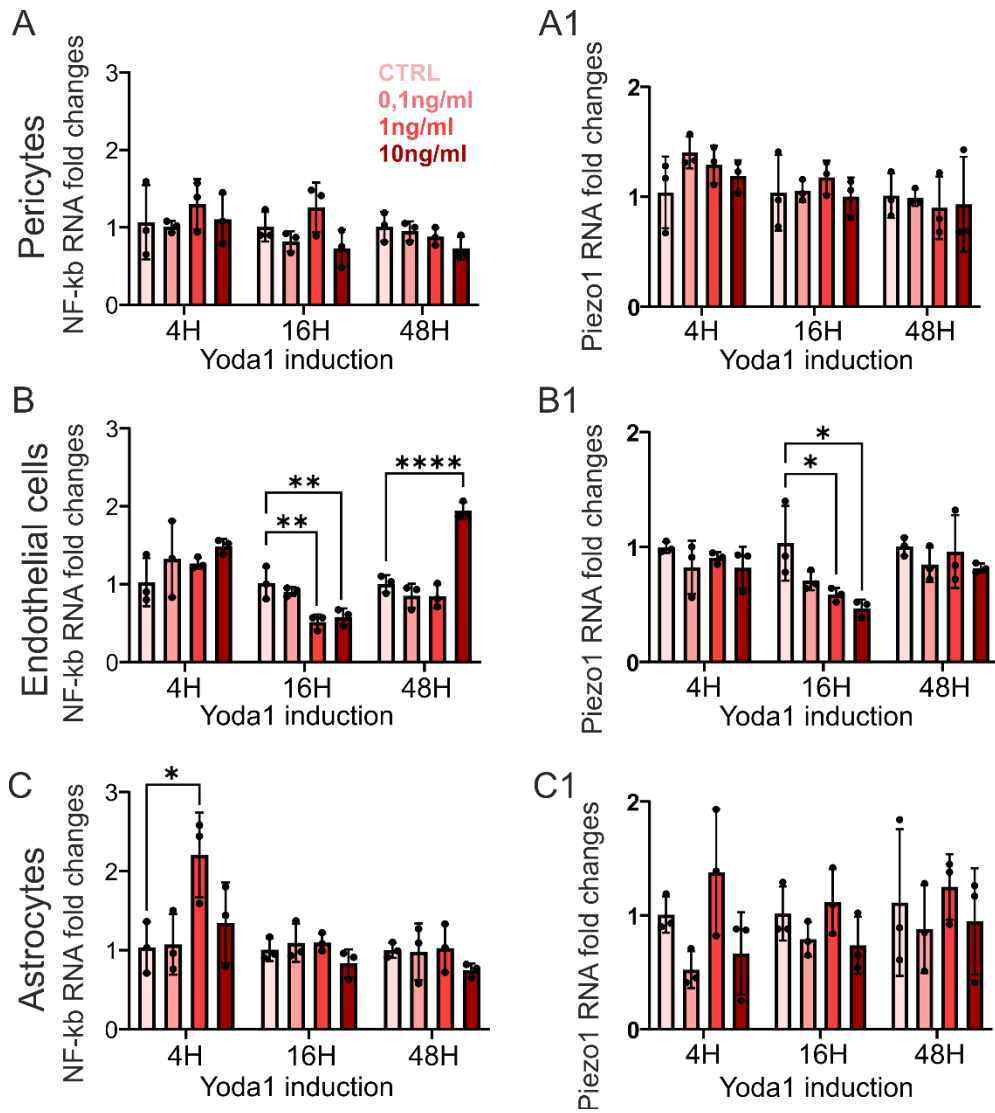 A
Pericytes
NF-kb RNA fold changes
3
2
1
0
CTRL
0,1ng/ml
1ng/ml
10ng/ml
4H 16H 48H
Yoda1 induction
A1
Piezo1 RNA fold changes
2
1
0
4H 16H 48H
Yoda1 induction
B
Endothelial cells
NF-kb RNA fold changes
3
2
1
0
**
**
****
4H 16H 48H
Yoda1 induction
B1
Piezo1 RNA fold changes
2
1
0
*
*
4H 16H 48H
Yoda1 induction
C
Astrocytes
NF-kb RNA fold changes
3
2
1
0
*
4H 16H 48H
Yoda1 induction
C1
Piezo1 RNA fold changes
2
1
0
4H 16H 48H
Yoda1 induction